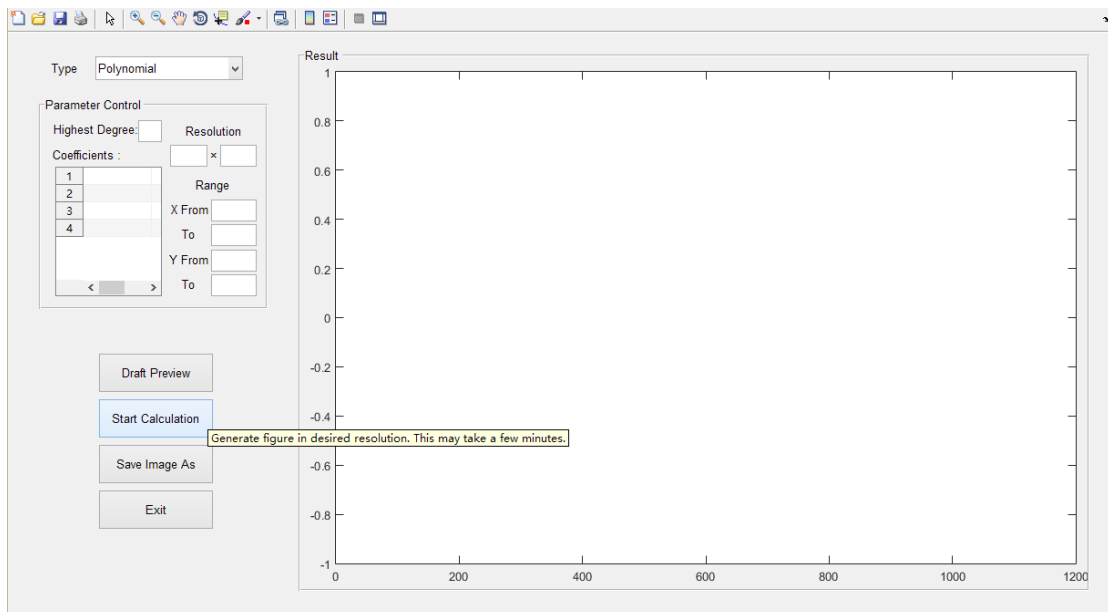 Type
Polynomial
Parameter Control
Highest Degree:
Resolution
Coefficients :
×
1
2
3
4
Range
X From
To
Y From
To
Draft Preview
Start Calculation
Generate figure in desired resolution. This may take a few minutes.
Save Image As
Exit
Result
1
0.8
0.6
0.4
0.2
0
-0.2
-0.4
-0.6
-0.8
-1
0 200 400 600 800 1000 1200